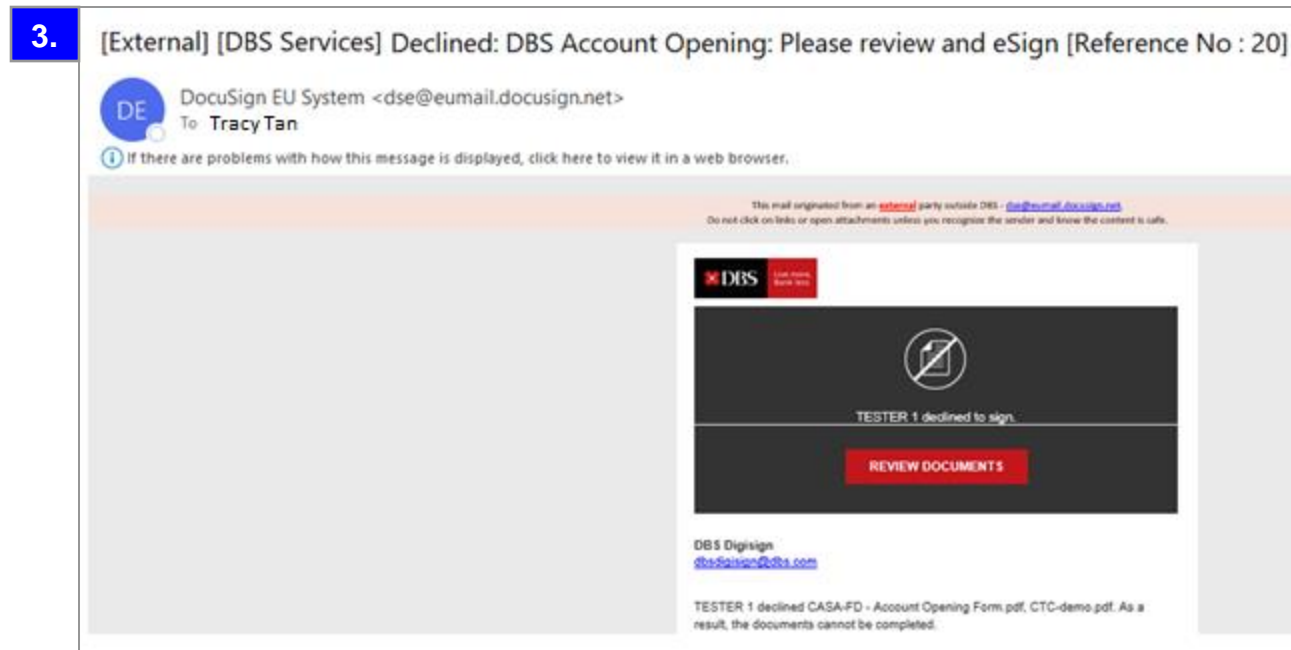 3.
[External] [DBS Services] Declined: DBS Account Opening: Please review and eSign [Reference No : 20]
DE
DocuSign EU System <dse@eumail.docusign.net>
To Tracy Tan
If there are problems with how this message is displayed, click here to view it in a web browser.
This mail originated from an external party outside DBS - dse@eumail.docusign.net.
Do not click on links or open attachments unless you recognize the sender and know the content is safe.
DBS Live more, Bank less
TESTER 1 declined to sign.
REVIEW DOCUMENTS
DBS Digisign
dbsdigisign@dbs.com
TESTER 1 declined CASA-FD - Account Opening Form.pdf, CTC-demo.pdf. As a
result, the documents cannot be completed.